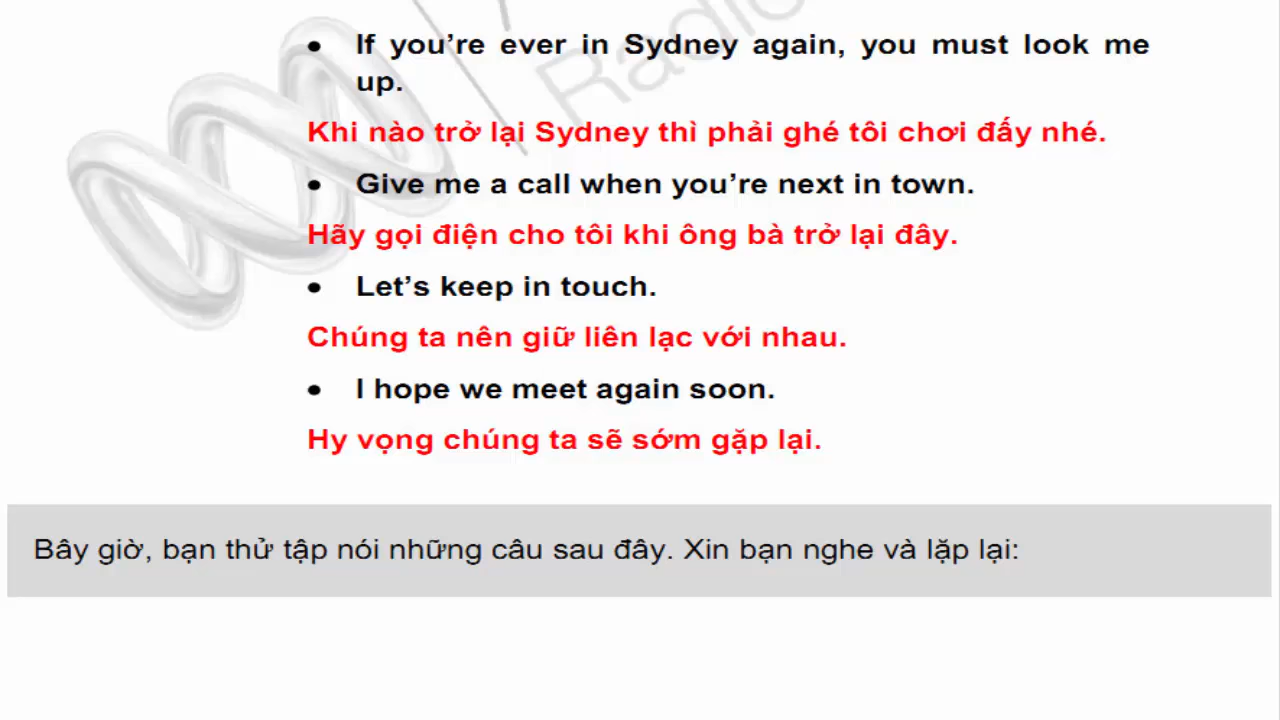 Radio
• If you’re ever in Sydney again, you must look me
up.
Khi nào trở lại Sydney thì phải ghé tôi chơi đấy nhé.
• Give me a call when you’re next in town.
Hãy gọi điện cho tôi khi ông bà trở lại đây.
• Let’s keep in touch.
Chúng ta nên giữ liên lạc với nhau.
• I hope we meet again soon.
Hy vọng chúng ta sẽ sớm gặp lại.
Bây giờ, bạn thử tập nói những câu sau đây. Xin bạn nghe và lặp lại: